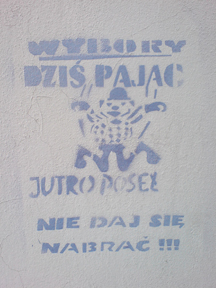 WYBORY
DZIŚ PAJAC
JUTRO POSEŁ
NIE DAJ SIĘ
NABRAĆ !!!